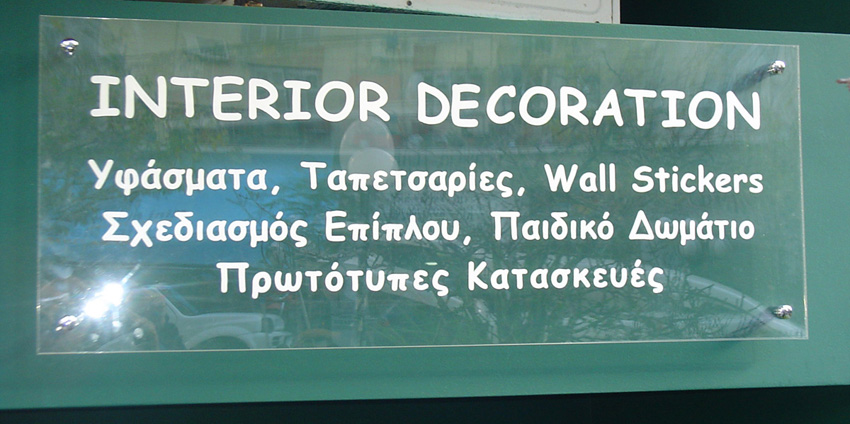 INTERIOR DECORATION
Υφάσματα, Ταπετσαρίες, Wall Stickers
Σχεδιασμός Επίπλου, Παιδικό Δωμάτιο
Πρωτότυπες Κατασκευές